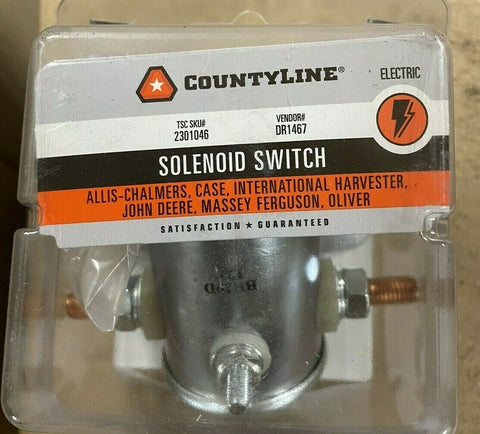 COUNTYLINE®
ELECTRIC
TSC SKU#
2301046
VENDOR#
DR1467
SOLENOID SWITCH
ALLIS-CHALMERS, CASE, INTERNATIONAL HARVESTER,
JOHN DEERE, MASSEY FERGUSON, OLIVER
SATISFACTION ★ GUARANTEED
12V